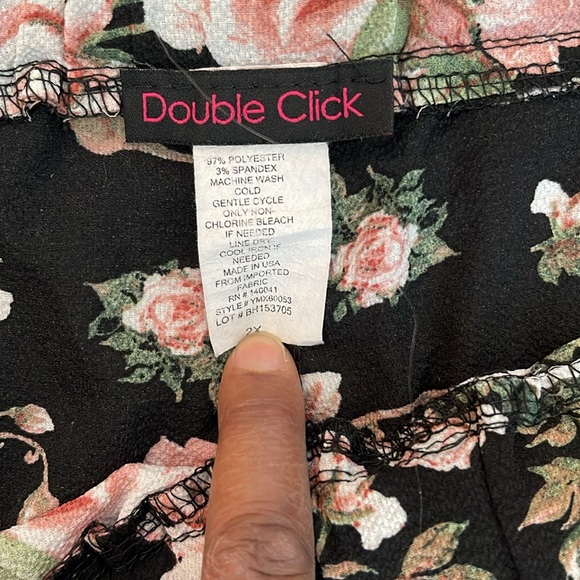 Double Click
97% POLYESTER
3% SPANDEX
MACHINE WASH
COLD
GENTLE CYCLE
ONLY NON-
CHLORINE BLEACH
IF NEEDED
LINE DRY
COOL IRON IF
NEEDED
MADE IN USA
FROM IMPORTED
FABRIC
RN # 140041
STYLE # YMX60053
LOT # BH153705
2X